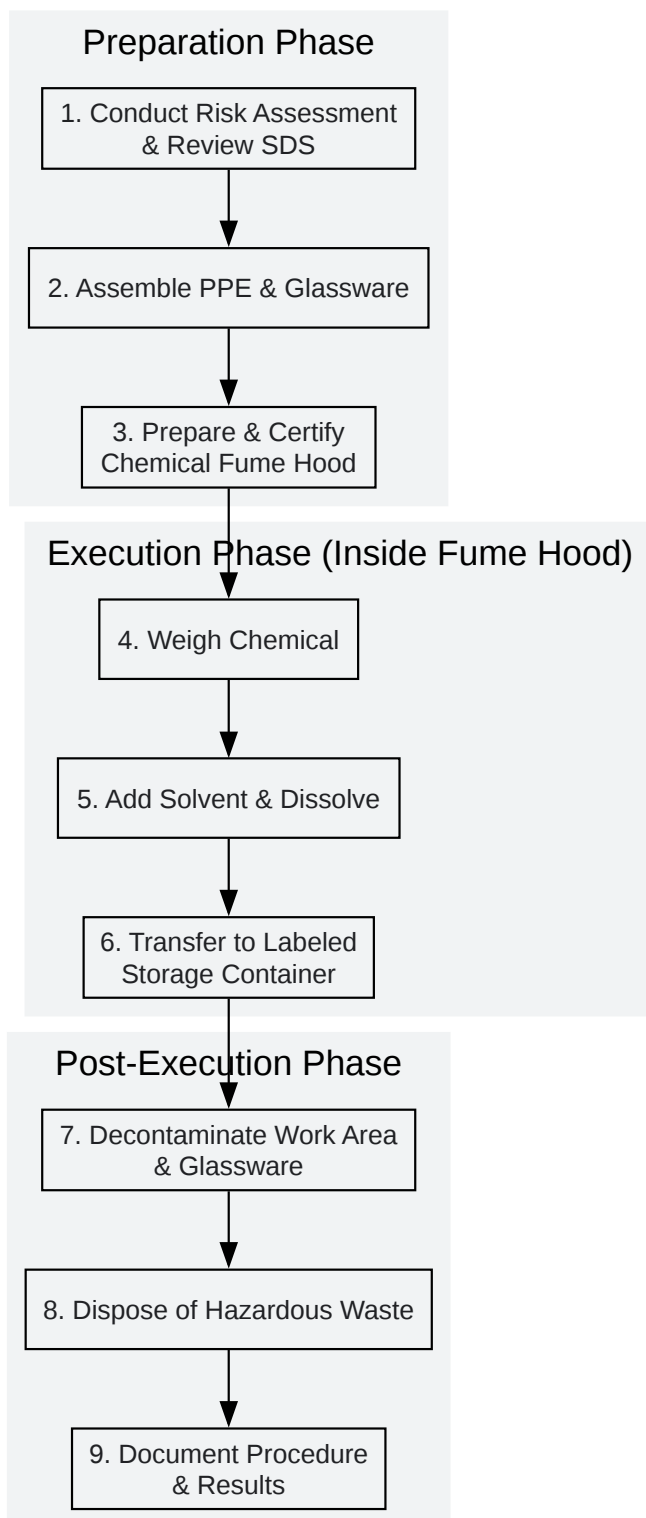 Preparation Phase
1. Conduct Risk Assessment
& Review SDS
2. Assemble PPE & Glassware
3. Prepare & Certify
Chemical Fume Hood
Execution Phase (Inside Fume Hood)
4. Weigh Chemical
5. Add Solvent & Dissolve
6. Transfer to Labeled
Storage Container
Post-Execution Phase
7. Decontaminate Work Area
& Glassware
8. Dispose of Hazardous Waste
9. Document Procedure
& Results